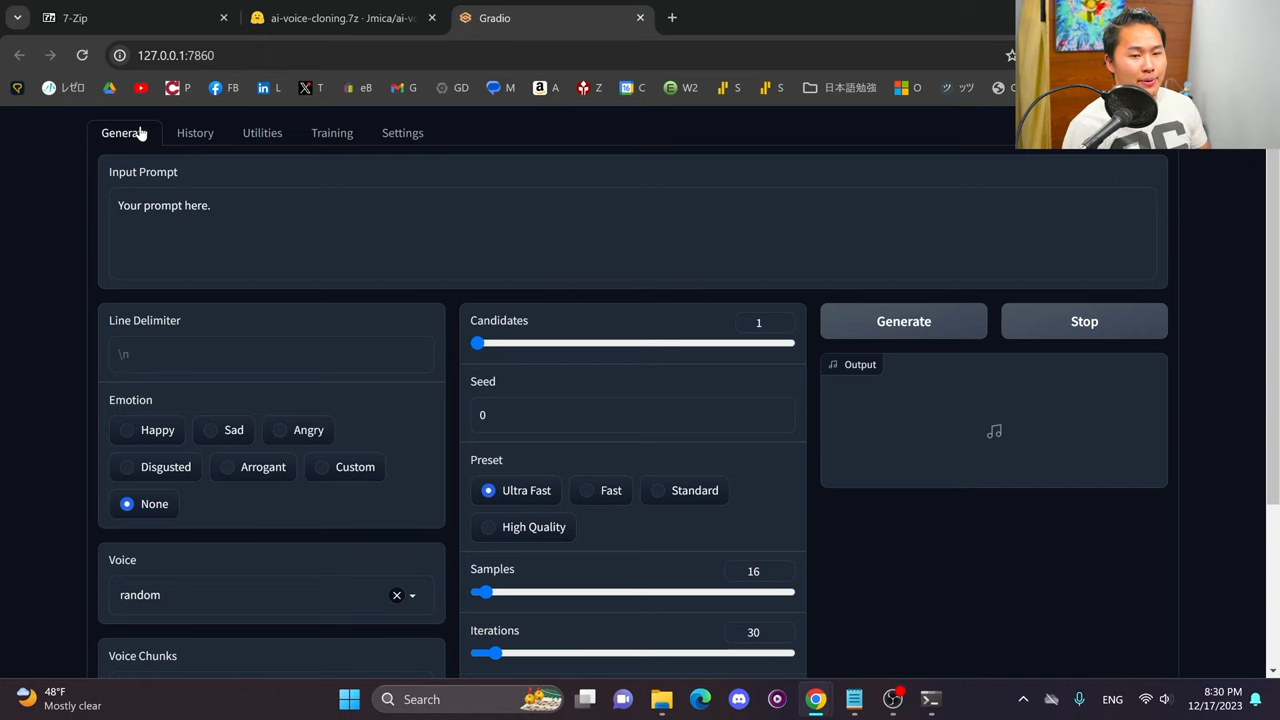 7-Zip
ai-voice-cloning.7z · Jmica/ai-vo
Gradio
127.0.0.1:7860
レゼロ
P
FB
L
T
eB
G
GD
M
A
Z
C
W2
S
S
日本語勉強
O
ッツ
C
Generate
History
Utilities
Training
Settings
Input Prompt
Your prompt here.
Line Delimiter
\n
Emotion
Happy
Sad
Angry
Disgusted
Arrogant
Custom
None
Voice
random
Voice Chunks
Candidates
1
Seed
0
Preset
Ultra Fast
Fast
Standard
High Quality
Samples
16
Iterations
30
Generate
Stop
Output
48°F
Mostly clear
Search
ENG
8:30 PM
12/17/2023